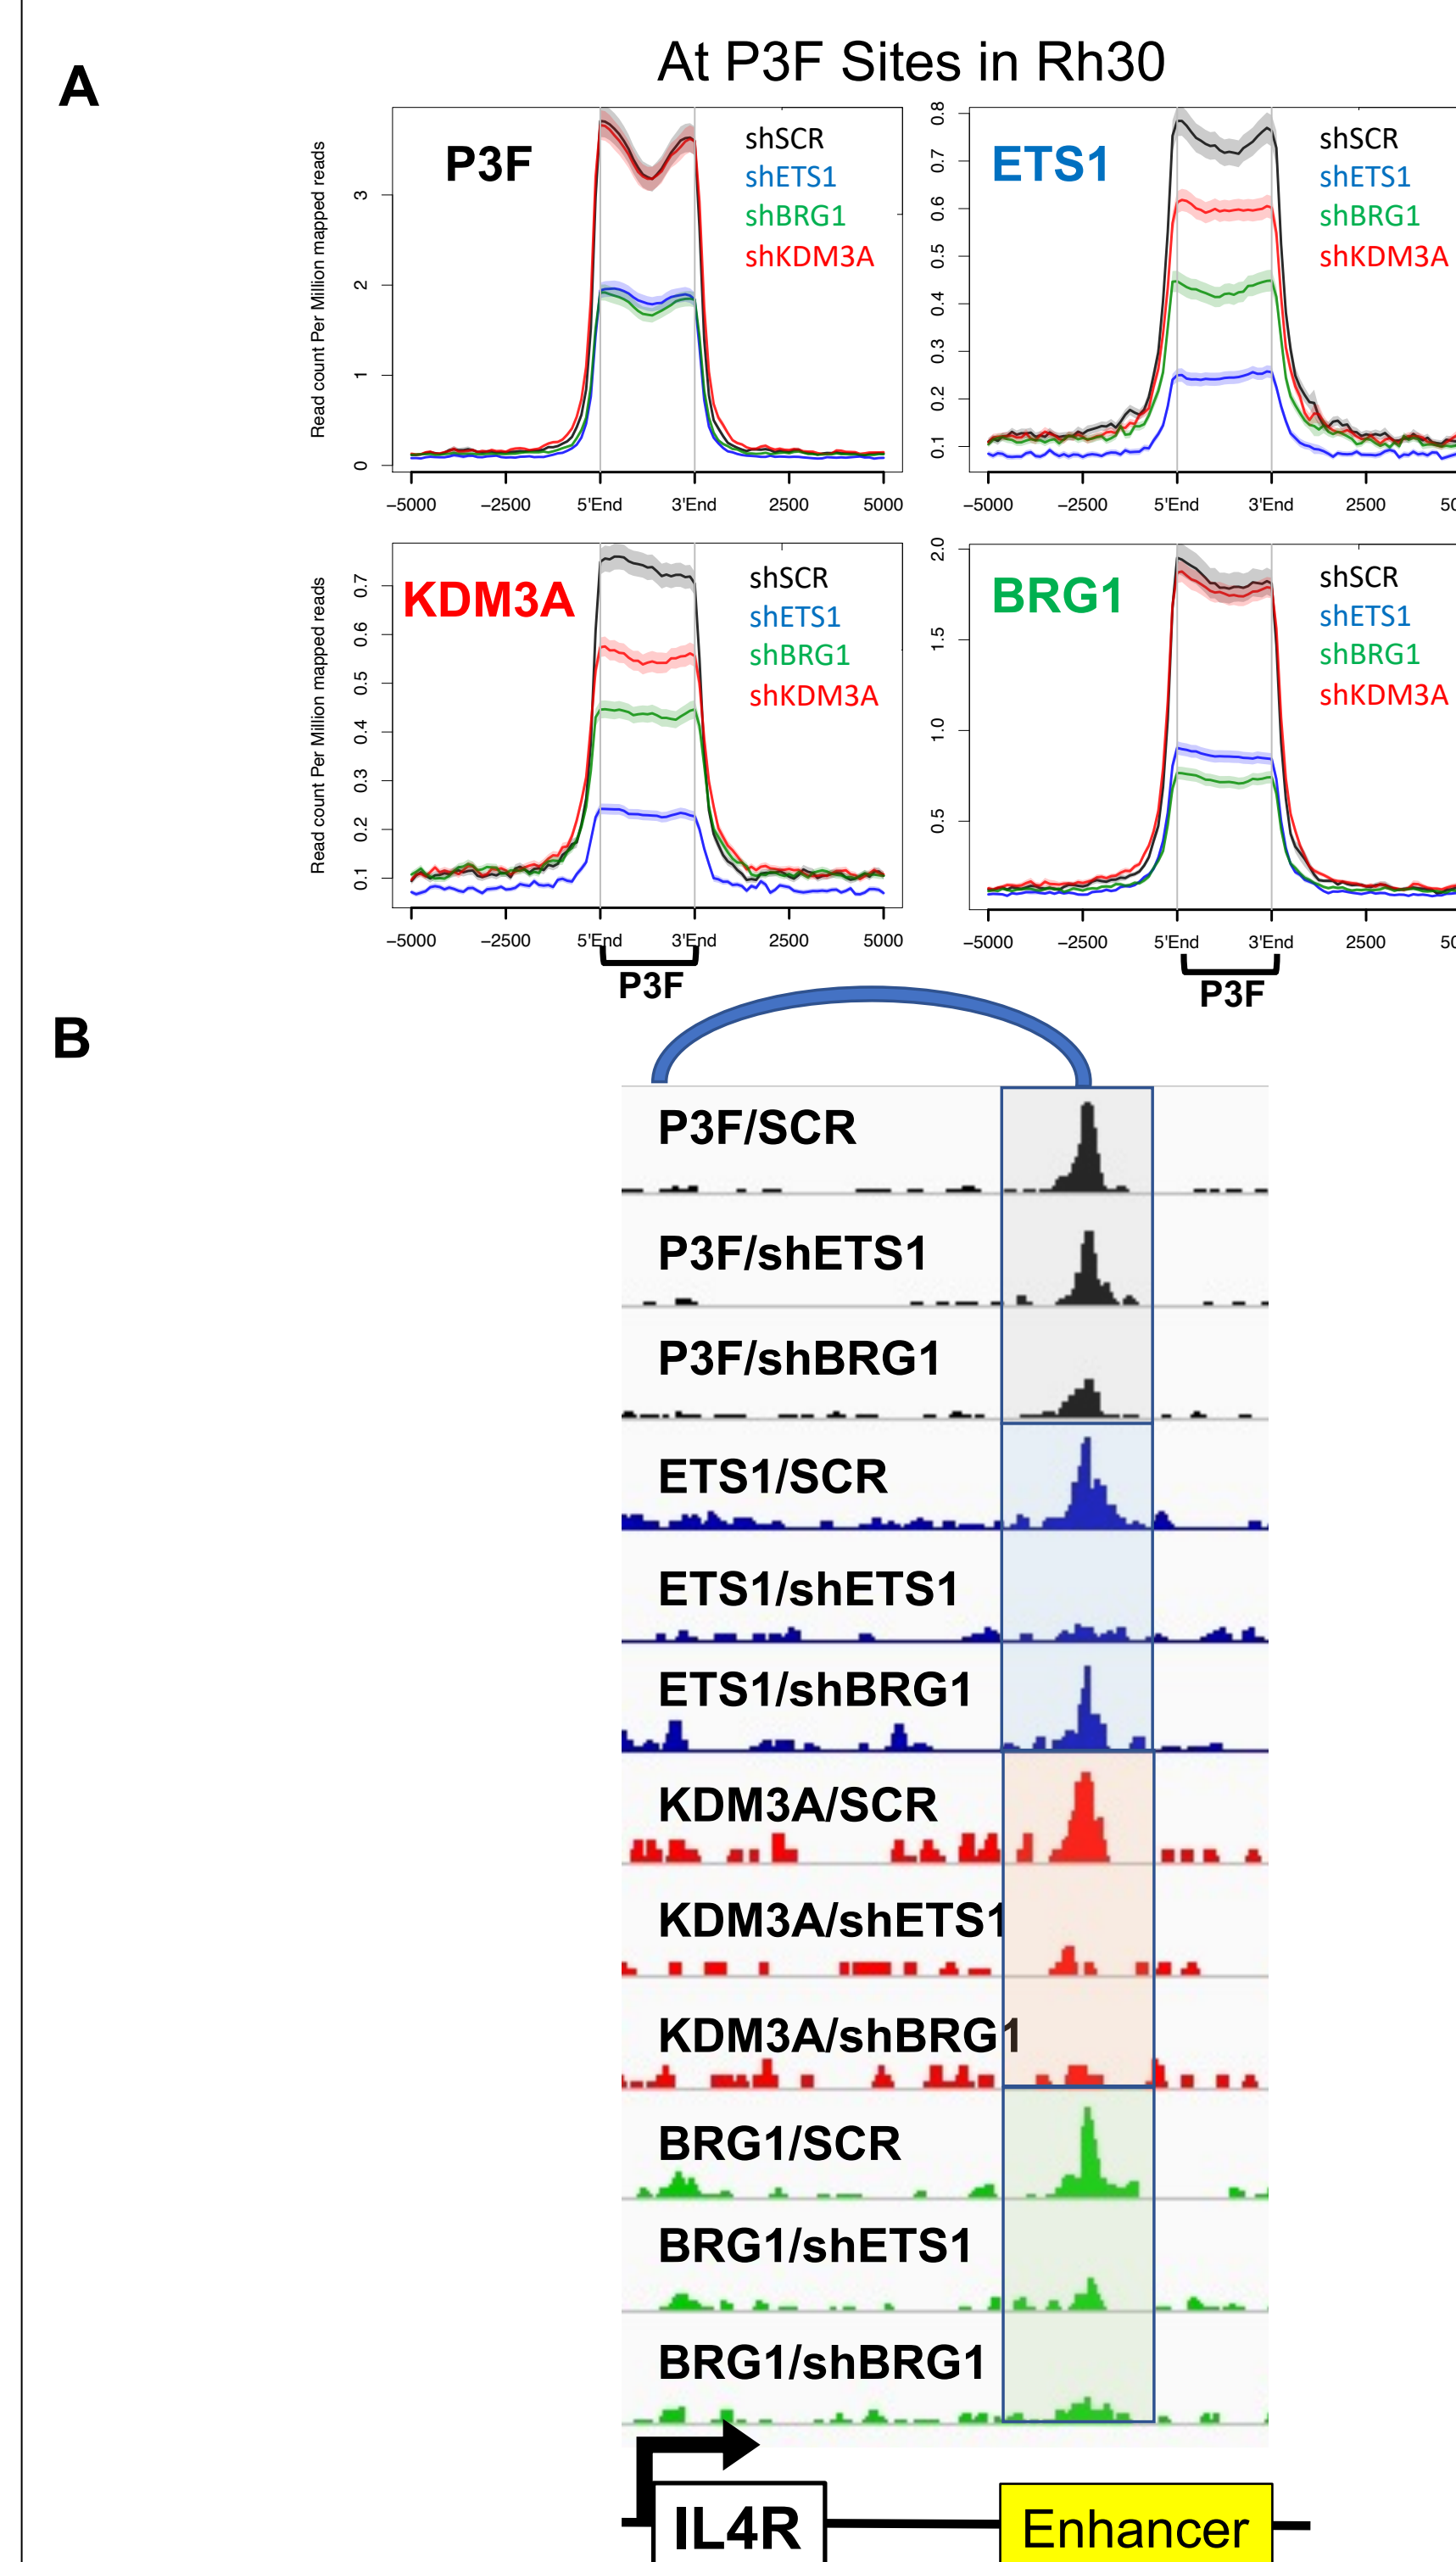 At P3F Sites in Rh30
A
P3F
shSCR
shETS1
shBRG1
shKDM3A
Read count Per Million mapped reads
0 1 2 3
−5000 −2500 5'End 3'End 2500 5000
ETS1
shSCR
shETS1
shBRG1
shKDM3A
0.1 0.2 0.3 0.4 0.5 0.6 0.7 0.8
−5000 −2500 5'End 3'End 2500 50
KDM3A
shSCR
shETS1
shBRG1
shKDM3A
Read count Per Million mapped reads
0.1 0.2 0.3 0.4 0.5 0.6 0.7
−5000 −2500 5'End 3'End 2500 5000
P3F
BRG1
shSCR
shETS1
shBRG1
shKDM3A
0.5 1.0 1.5 2.0
−5000 −2500 5'End 3'End 2500 50
P3F
B
P3F/SCR
P3F/shETS1
P3F/shBRG1
ETS1/SCR
ETS1/shETS1
ETS1/shBRG1
KDM3A/SCR
KDM3A/shETS1
KDM3A/shBRG1
BRG1/SCR
BRG1/shETS1
BRG1/shBRG1
IL4R Enhancer